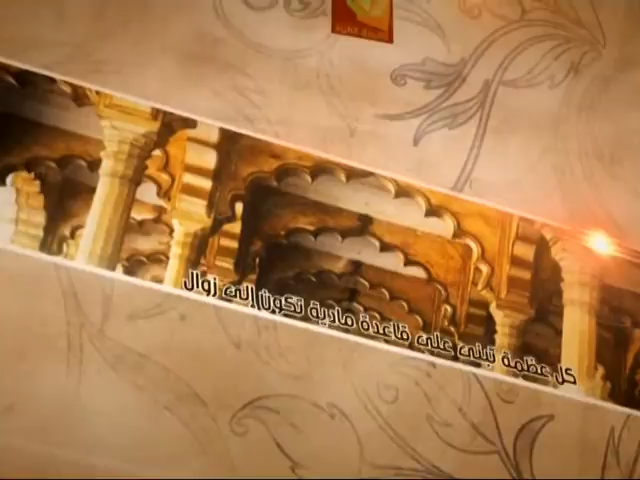 كل عظمة تبنى على قاعدة مادية تكون إلى زوال